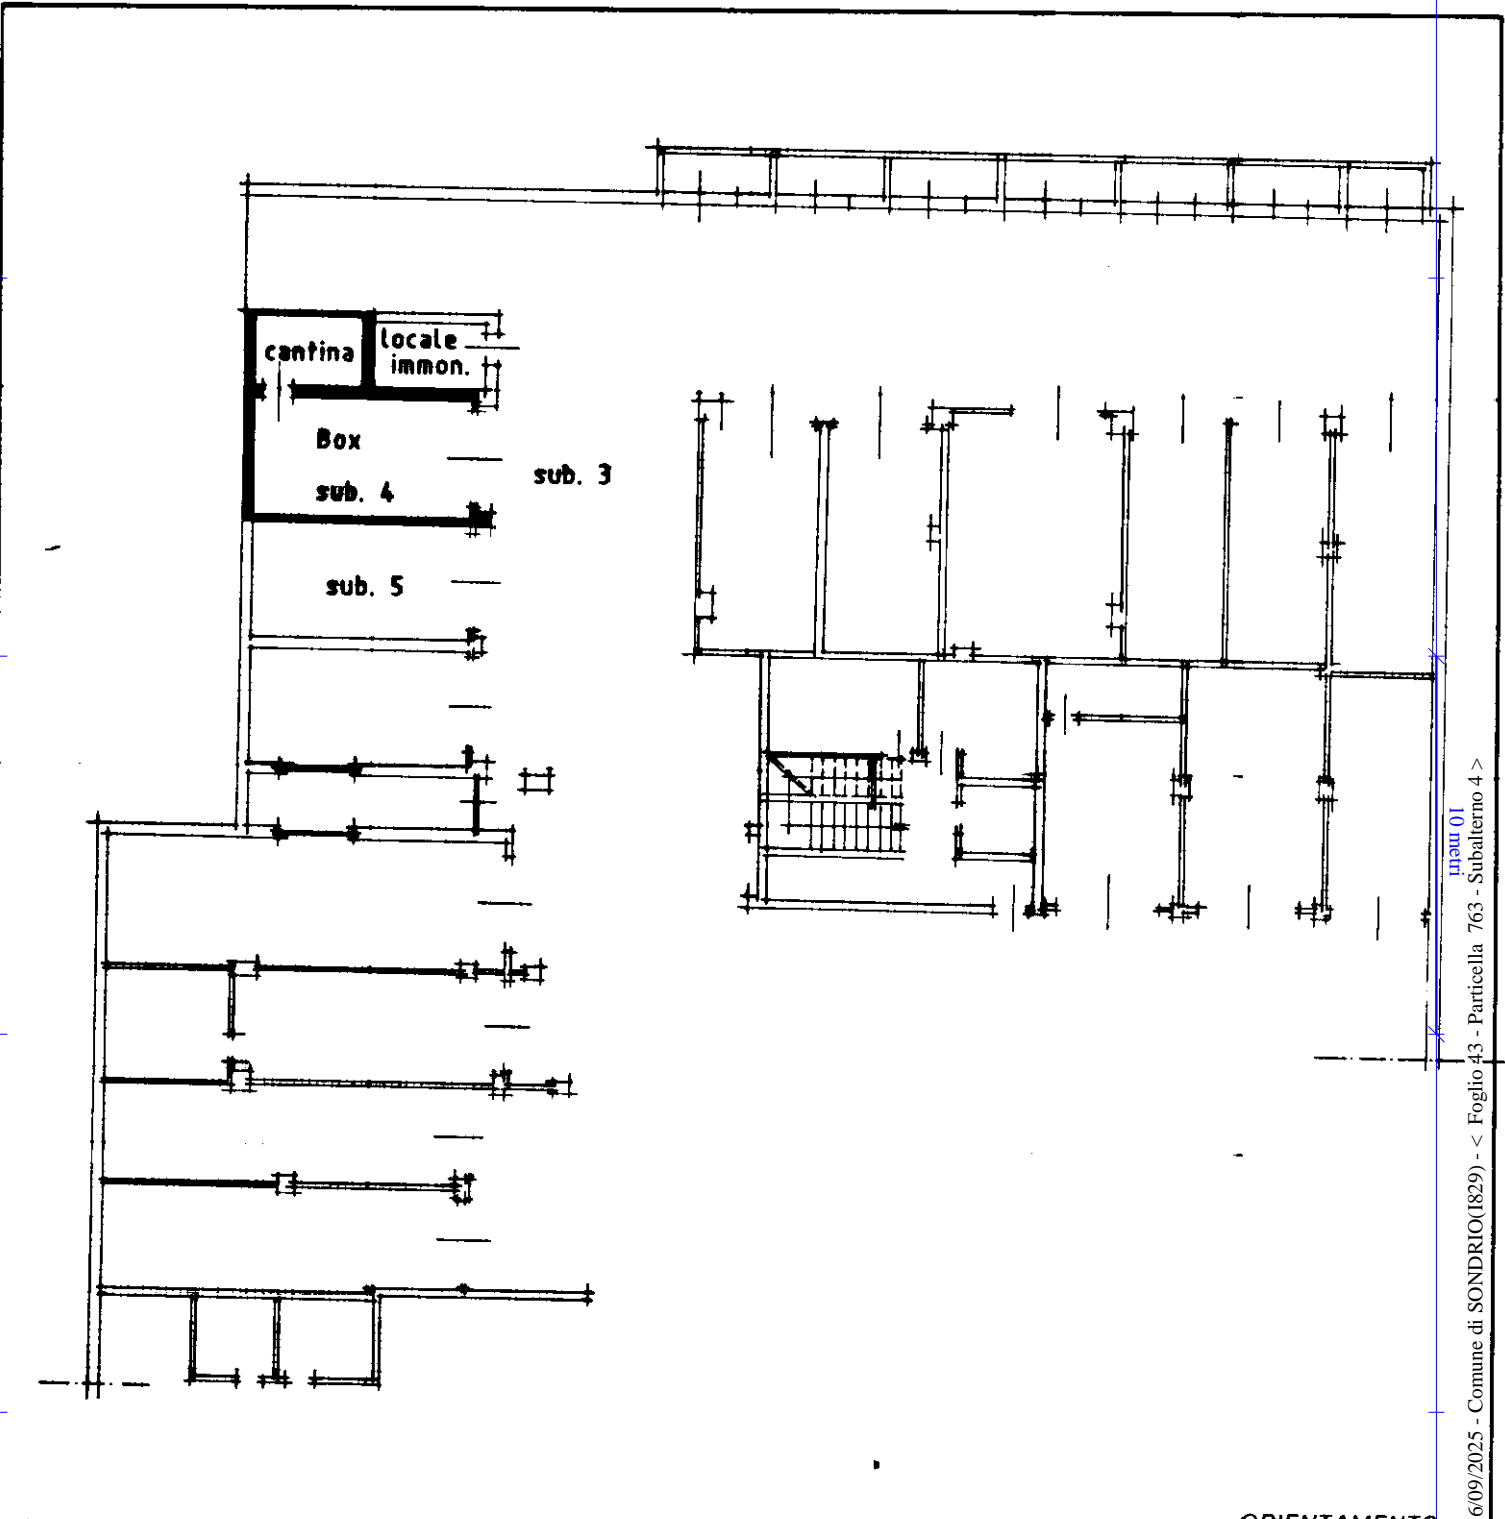 cantina
locale
immon.
Box
sub. 4
sub. 3
sub. 5
10 metri
6/09/2025 - Comune di SONDRIO(I829) - < Foglio 43 - Particella 763 - Subalterno 4 >